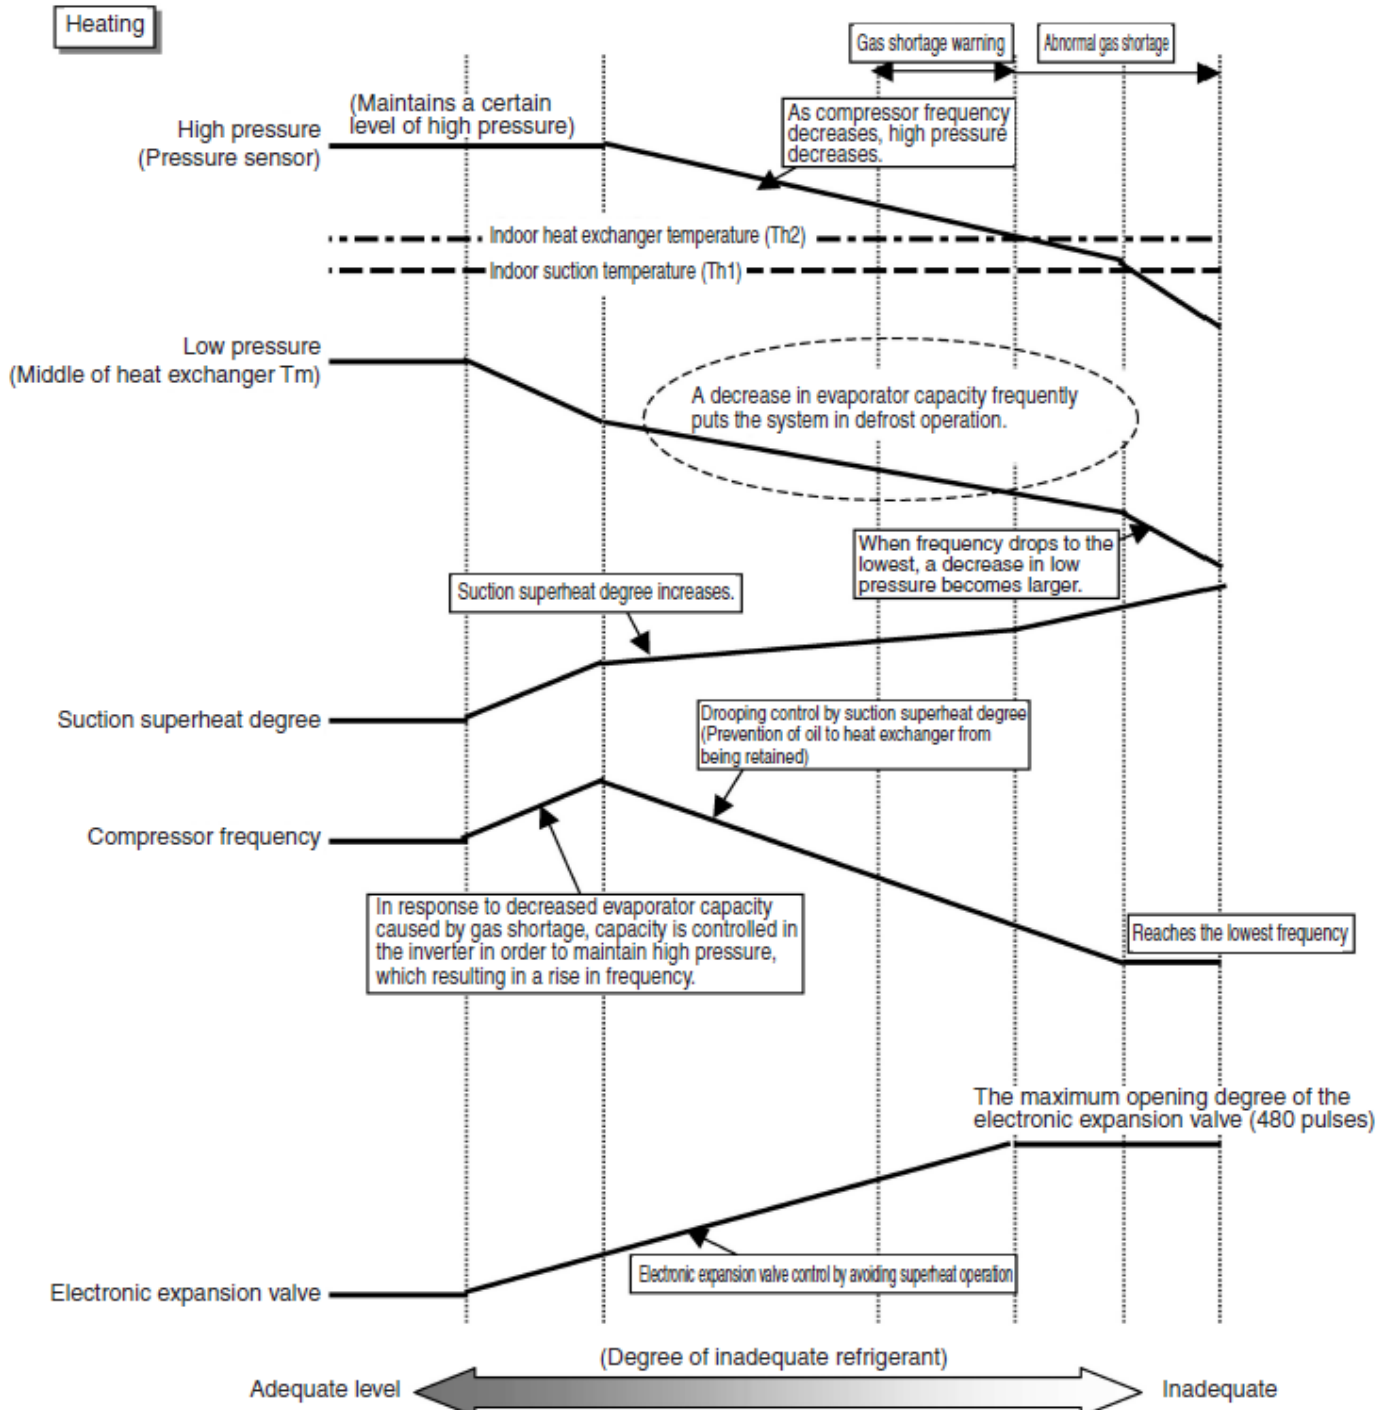 Heating
Gas shortage warning
Abnormal gas shortage
(Maintains a certain
level of high pressure)
High pressure
(Pressure sensor)
As compressor frequency
decreases, high pressure
decreases.
Indoor heat exchanger temperature (Th2)
Indoor suction temperature (Th1)
Low pressure
(Middle of heat exchanger Tm)
A decrease in evaporator capacity frequently
puts the system in defrost operation.
When frequency drops to the
lowest, a decrease in low
pressure becomes larger.
Suction superheat degree increases.
Suction superheat degree
Drooping control by suction superheat degree
(Prevention of oil to heat exchanger from
being retained)
Compressor frequency
In response to decreased evaporator capacity
caused by gas shortage, capacity is controlled in
the inverter in order to maintain high pressure,
which resulting in a rise in frequency.
Reaches the lowest frequency
The maximum opening degree of the
electronic expansion valve (480 pulses)
Electronic expansion valve control by avoiding superheat operation
Electronic expansion valve
(Degree of inadequate refrigerant)
Adequate level
Inadequate